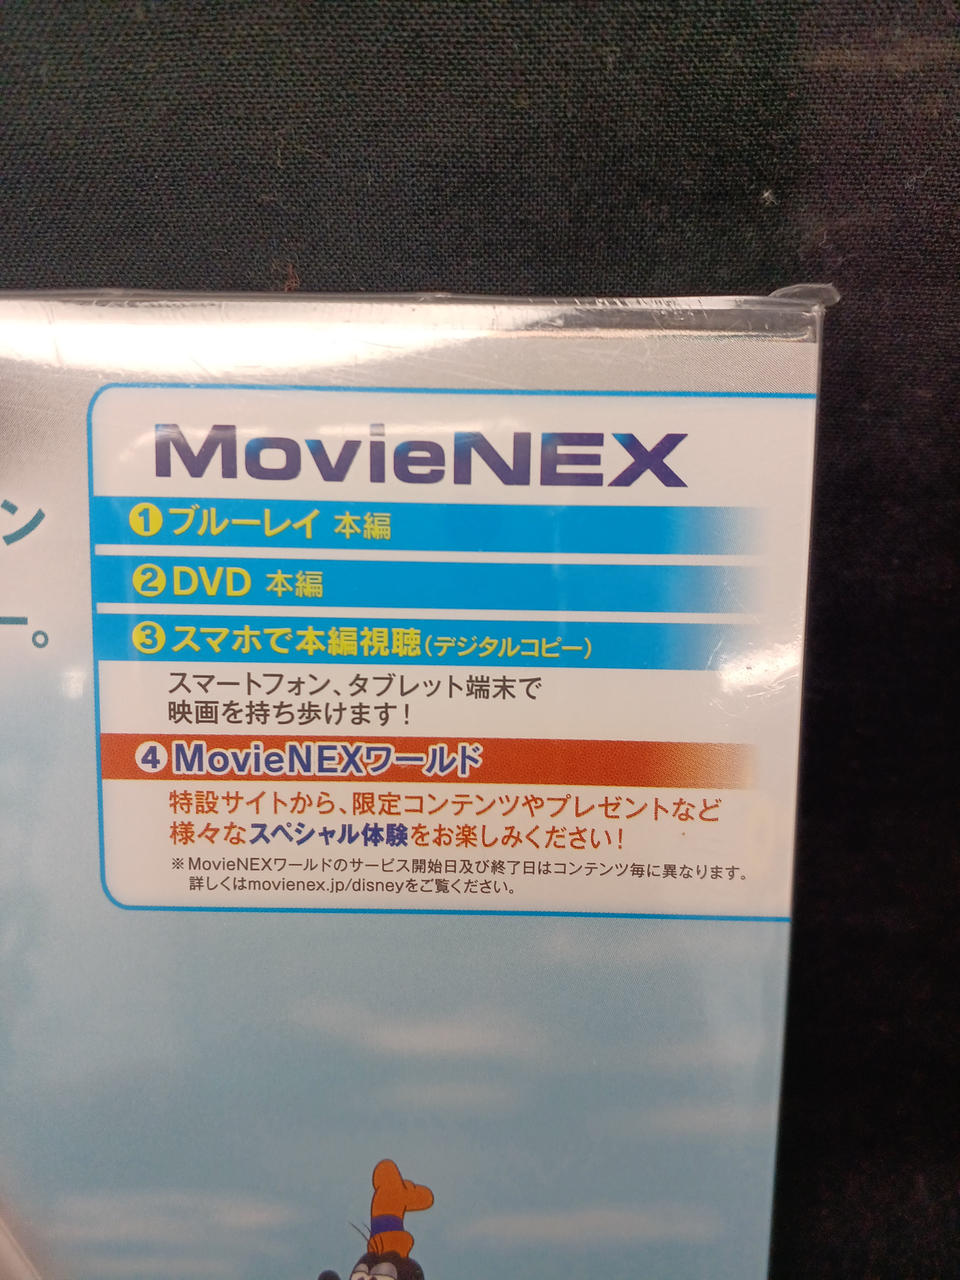 MovieNEX
1 ブルーレイ 本編
2 DVD 本編
3 スマホで本編視聴(デジタルコピー)
スマートフォン、タブレット端末で
映画を持ち歩けます!
4 MovieNEXワールド
特設サイトから、限定コンテンツやプレゼントなど
様々なスペシャル体験をお楽しみください!
※MovieNEXワールドのサービス開始日及び終了日はコンテンツ毎に異なります。
詳しくはmovienex.jp/disneyをご覧ください。
ン
ー。